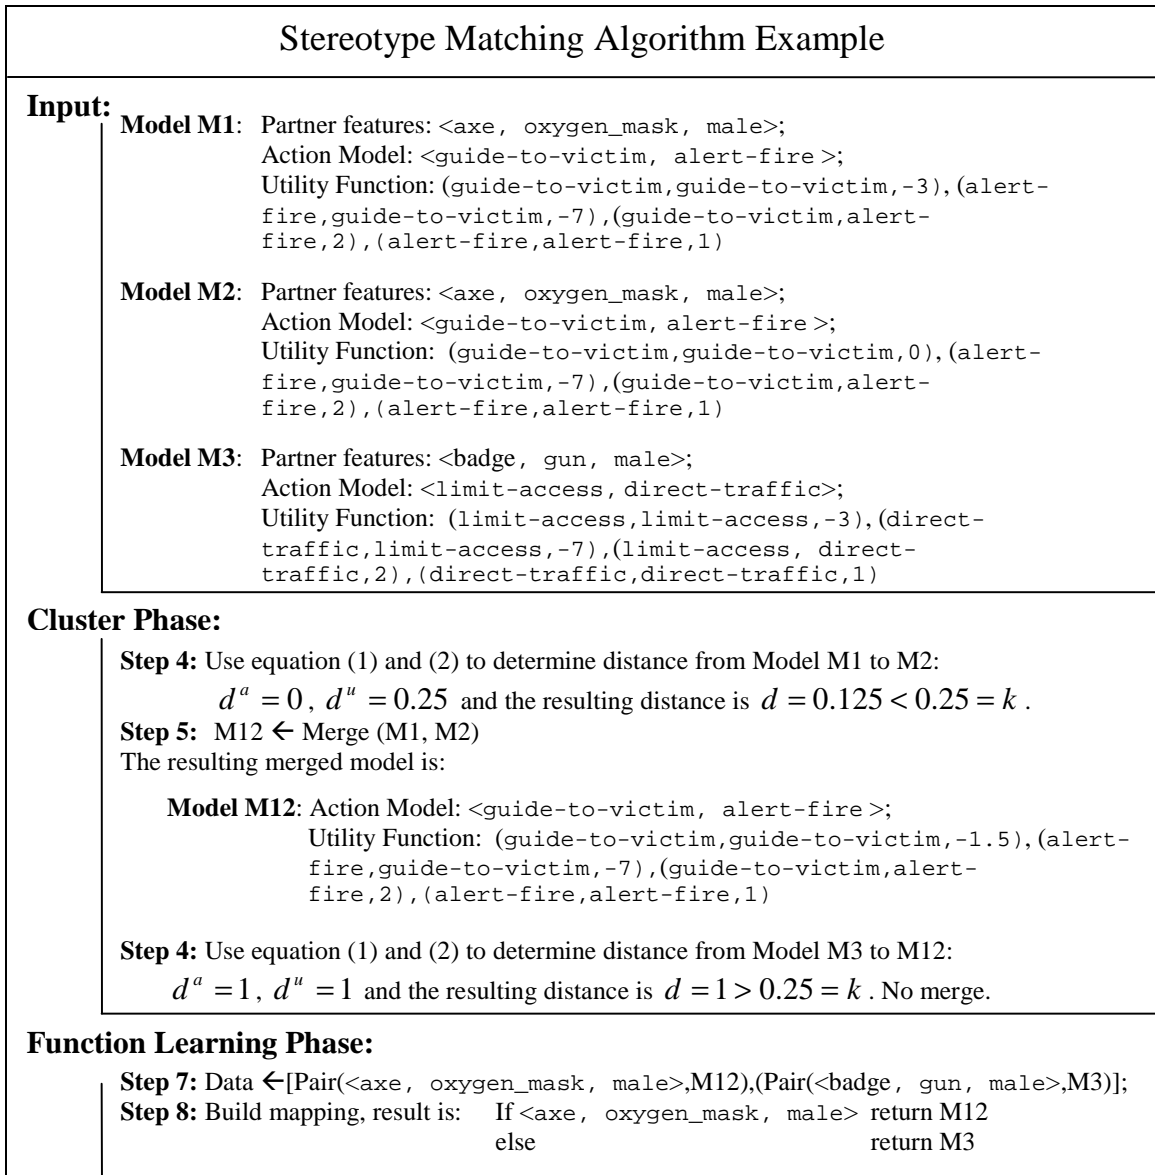 Stereotype Matching Algorithm Example
Input:
Model M1: Partner features: <axe, oxygen_mask, male>;
Action Model: <guide-to-victim, alert-fire >;
Utility Function: (guide-to-victim,guide-to-victim,-3), (alert-
fire,guide-to-victim,-7),(guide-to-victim,alert-
fire,2),(alert-fire,alert-fire,1)
Model M2: Partner features: <axe, oxygen_mask, male>;
Action Model: <guide-to-victim, alert-fire >;
Utility Function: (guide-to-victim,guide-to-victim,0), (alert-
fire,guide-to-victim,-7),(guide-to-victim,alert-
fire,2),(alert-fire,alert-fire,1)
Model M3: Partner features: <badge, gun, male>;
Action Model: <limit-access, direct-traffic>;
Utility Function: (limit-access,limit-access,-3), (direct-
traffic,limit-access,-7),(limit-access, direct-
traffic,2),(direct-traffic,direct-traffic,1)
Cluster Phase:
Step 4: Use equation (1) and (2) to determine distance from Model M1 to M2:
d^a = 0, d^u = 0.25 and the resulting distance is d = 0.125 < 0.25 = k .
Step 5: M12 ← Merge (M1, M2)
The resulting merged model is:
Model M12: Action Model: <guide-to-victim, alert-fire >;
Utility Function: (guide-to-victim,guide-to-victim,-1.5), (alert-
fire,guide-to-victim,-7),(guide-to-victim,alert-
fire,2),(alert-fire,alert-fire,1)
Step 4: Use equation (1) and (2) to determine distance from Model M3 to M12:
d^a = 1, d^u = 1 and the resulting distance is d = 1 > 0.25 = k . No merge.
Function Learning Phase:
Step 7: Data ←[Pair(<axe, oxygen_mask, male>,M12),(Pair(<badge, gun, male>,M3)];
Step 8: Build mapping, result is: If <axe, oxygen_mask, male> return M12
else return M3